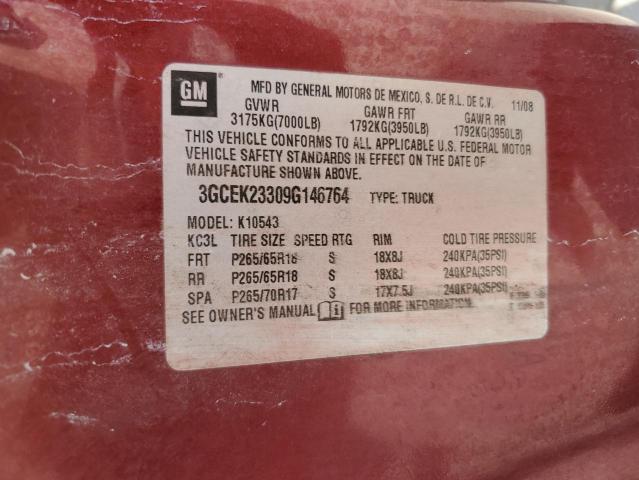 GM
MFD BY GENERAL MOTORS DE MEXICO, S. DE R.L. DE C.V. 11/08
GVWR GAWR FRT GAWR RR
3175KG(7000LB) 1792KG(3950LB) 1792KG(3950LB)
THIS VEHICLE CONFORMS TO ALL APPLICABLE U.S. FEDERAL MOTOR
VEHICLE SAFETY STANDARDS IN EFFECT ON THE DATE OF
MANUFACTURE SHOWN ABOVE.
3GCEK23309G146764 TYPE: TRUCK
MODEL: K10543
KC3L TIRE SIZE SPEED RTG RIM COLD TIRE PRESSURE
FRT P265/65R18 S 18X8J 240KPA(35PSI)
RR P265/65R18 S 18X8J 240KPA(35PSI)
SPA P265/70R17 S 17X7.5J 240KPA(35PSI)
SEE OWNER'S MANUAL FOR MORE INFORMATION